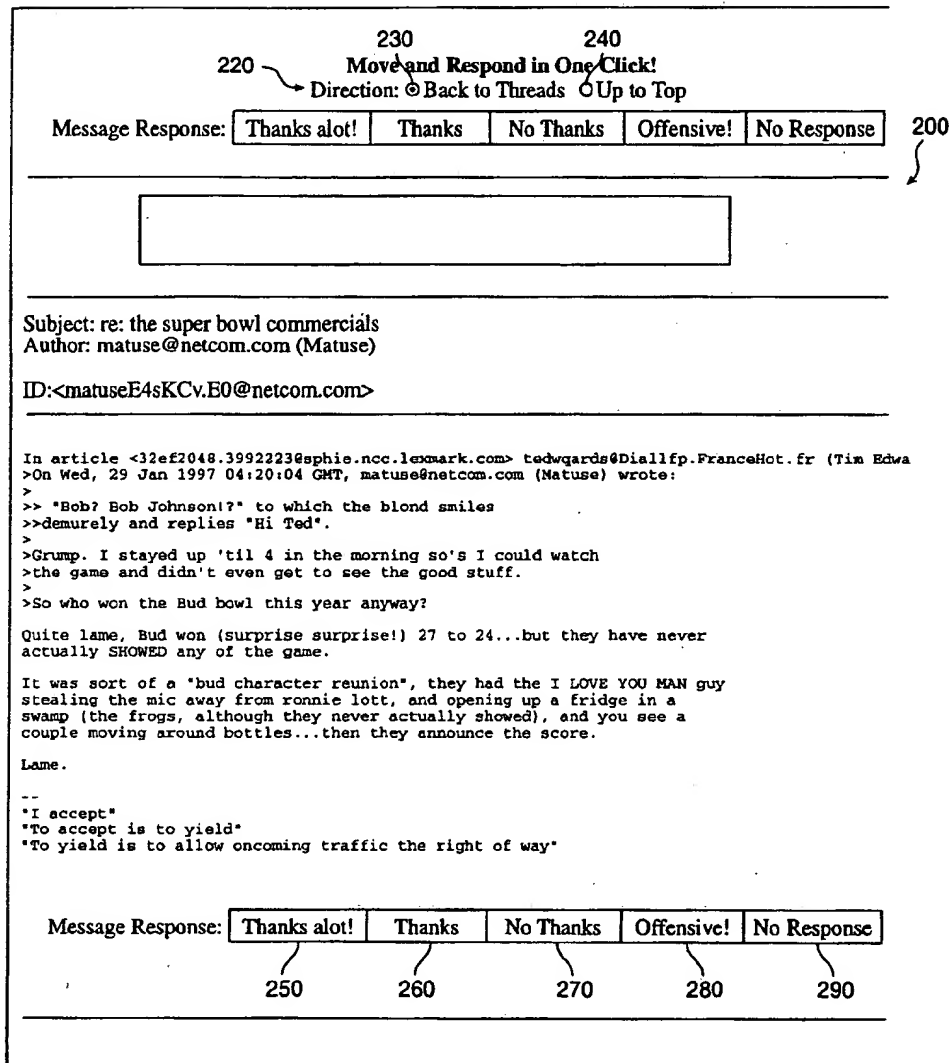 230 240
220 Move and Respond in One Click!
Direction: Back to Threads Up to Top
Message Response: Thanks alot! Thanks No Thanks Offensive! No Response 200
Subject: re: the super bowl commercials
Author: matuse@netcom.com (Matuse)
ID:<matuseE4sKCv.E0@netcom.com>
In article <32ef2048.39922230@sphie.ncc.lexmark.com> tedwqards@Diallfp.FranceHot.fr (Tim Edwa
>On Wed, 29 Jan 1997 04:20:04 GMT, matuse@netcom.com (Matuse) wrote:
>
>> "Bob? Bob Johnson!?" to which the blond smiles
>>demurely and replies "Hi Ted".
>
>Grump. I stayed up 'til 4 in the morning so's I could watch
>the game and didn't even get to see the good stuff.
>
>So who won the Bud bowl this year anyway?
Quite lame, Bud won (surprise surprise!) 27 to 24...but they have never
actually SHOWED any of the game.
It was sort of a "bud character reunion", they had the I LOVE YOU MAN guy
stealing the mic away from ronnie lott, and opening up a fridge in a
swamp (the frogs, although they never actually showed), and you see a
couple moving around bottles...then they announce the score.
Lame.
--
"I accept"
"To accept is to yield"
"To yield is to allow oncoming traffic the right of way"
Message Response: Thanks alot! Thanks No Thanks Offensive! No Response
250 260 270 280 290